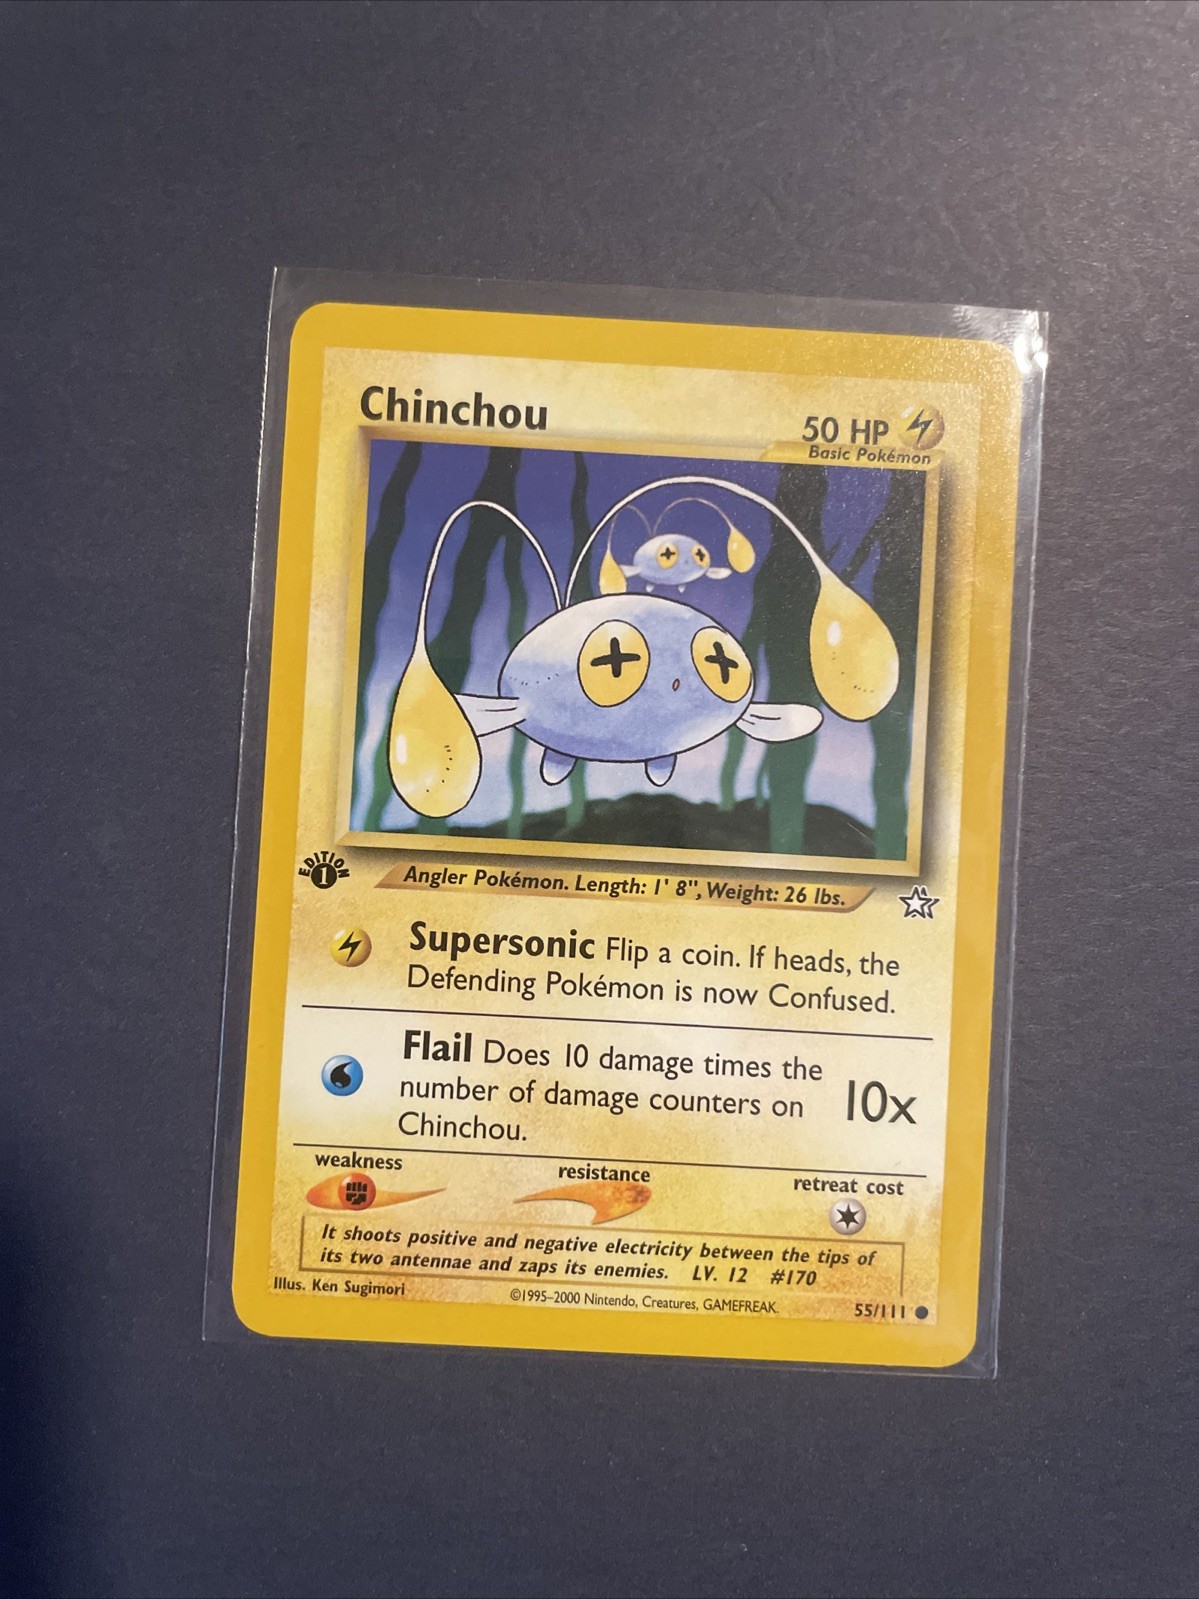 Chinchou
50 HP
Basic Pokémon
EDITION
1
Angler Pokémon. Length: 1' 8", Weight: 26 lbs.
Supersonic Flip a coin. If heads, the
Defending Pokémon is now Confused.
Flail Does 10 damage times the
number of damage counters on
Chinchou.
10x
weakness
resistance
retreat cost
It shoots positive and negative electricity between the tips of
its two antennae and zaps its enemies. LV. 12 #170
Illus. Ken Sugimori
©1995–2000 Nintendo, Creatures, GAMEFREAK.
55/111